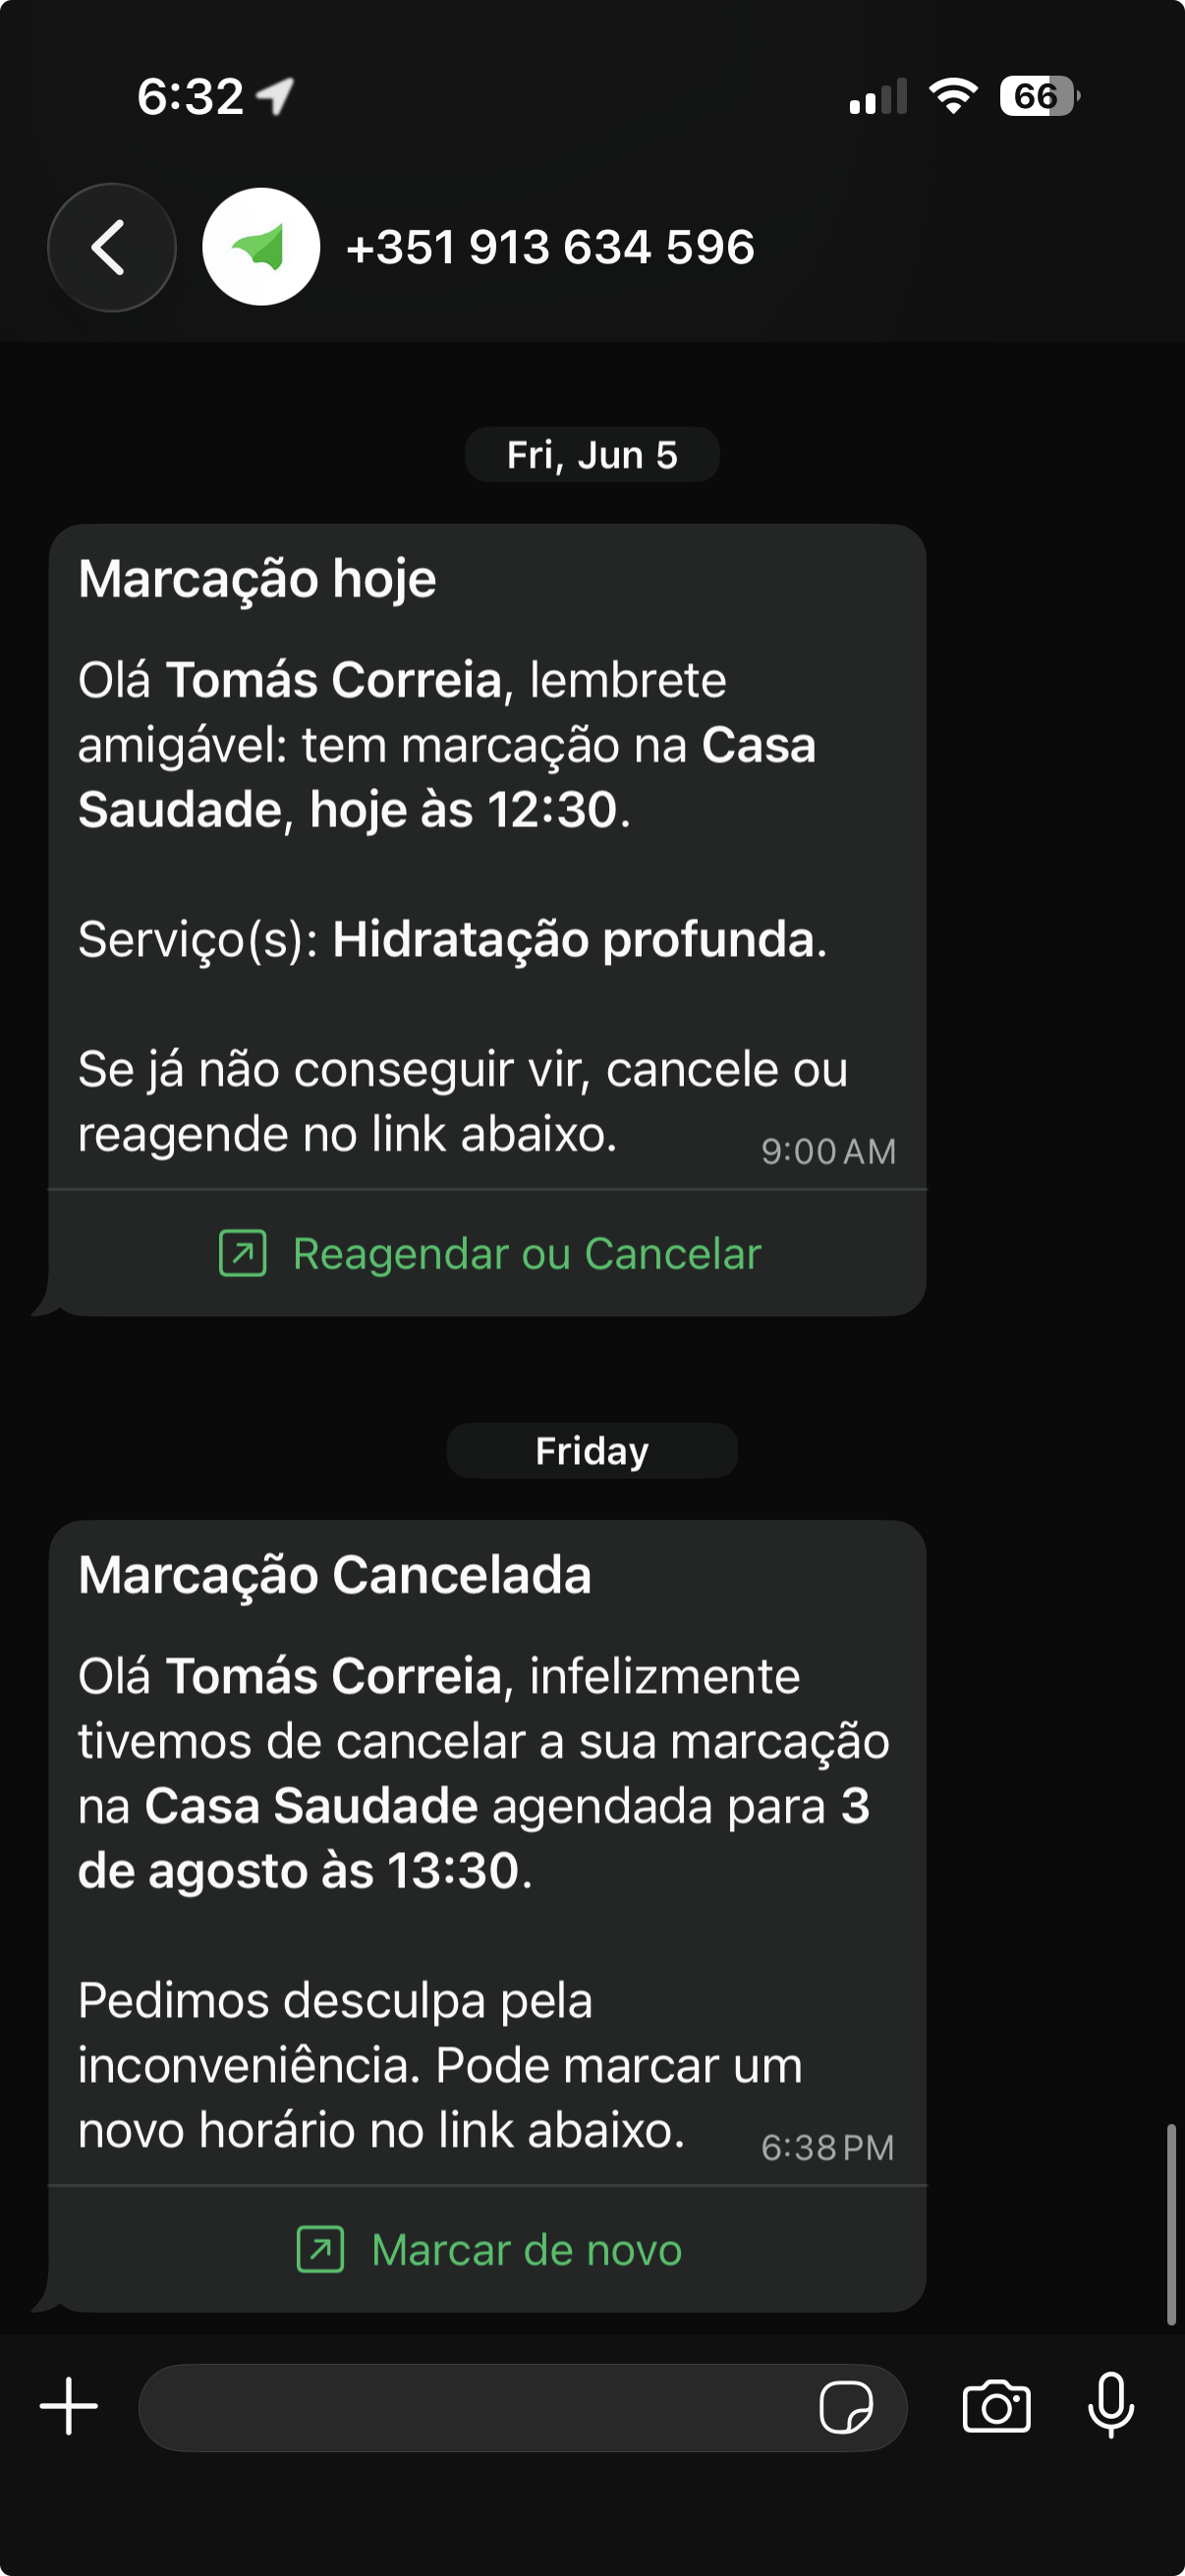 6:32
66
+351 913 634 596
Fri, Jun 5
Marcação hoje
Olá Tomás Correia, lembrete
amigável: tem marcação na Casa
Saudade, hoje às 12:30.
Serviço(s): Hidratação profunda.
Se já não conseguir vir, cancele ou
reagende no link abaixo.
9:00 AM
Reagendar ou Cancelar
Friday
Marcação Cancelada
Olá Tomás Correia, infelizmente
tivemos de cancelar a sua marcação
na Casa Saudade agendada para 3
de agosto às 13:30.
Pedimos desculpa pela
inconveniência. Pode marcar um
novo horário no link abaixo.
6:38 PM
Marcar de novo